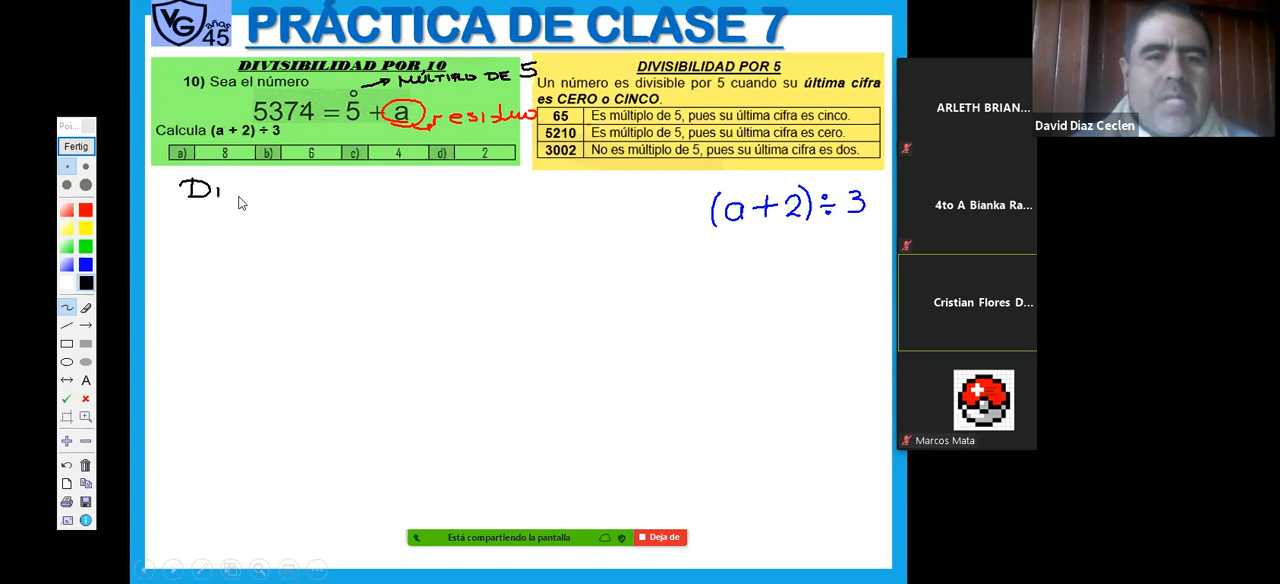 VG
años
45
PRÁCTICA DE CLASE 7
DIVISIBILIDAD POR 10
10) Sea el número
MÚLTIPLO DE 5
5374 = 5° + a
residuo
Calcula (a + 2) ÷ 3
a) 8 b) 6 c) 4 d) 2
DIVISIBILIDAD POR 5
Un número es divisible por 5 cuando su última cifra
es CERO o CINCO.
65 Es múltiplo de 5, pues su última cifra es cinco.
5210 Es múltiplo de 5, pues su última cifra es cero.
3002 No es múltiplo de 5, pues su última cifra es dos.
Di
(a + 2) ÷ 3
Poi...
Fertig
A
David Diaz Ceclen
ARLETH BRIAN...
4to A Bianka Ra...
Cristian Flores D...
Marcos Mata
Está compartiendo la pantalla
Deja de